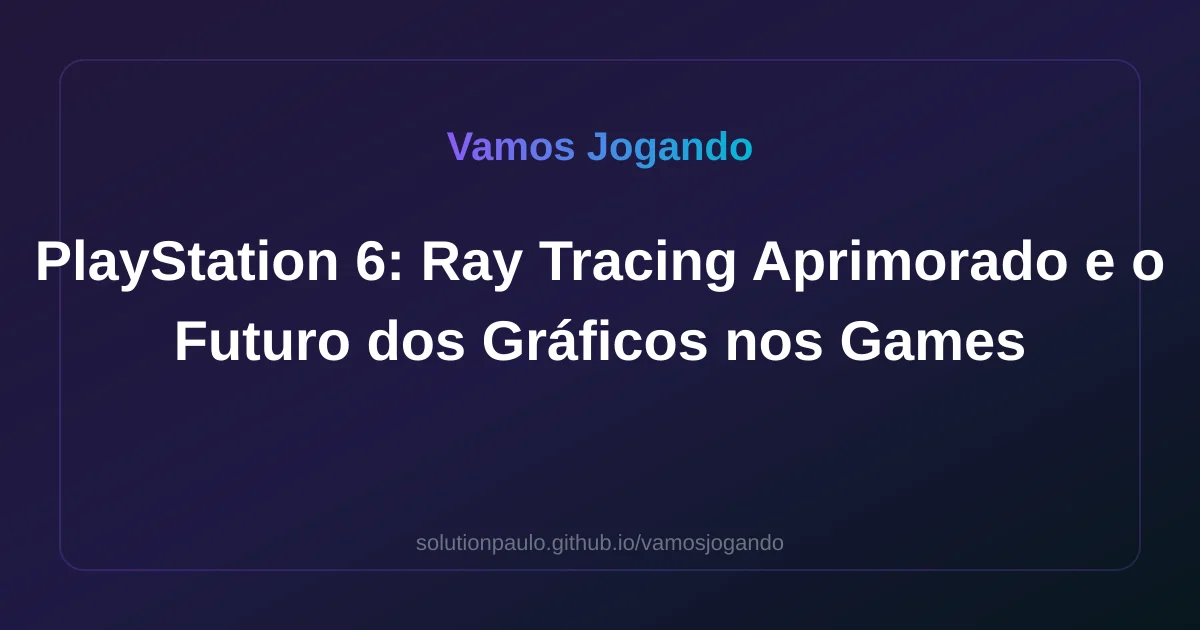 Vamos Jogando
PlayStation 6: Ray Tracing Aprimorado e o
Futuro dos Gráficos nos Games
solutionpaulo.github.io/vamosjogando